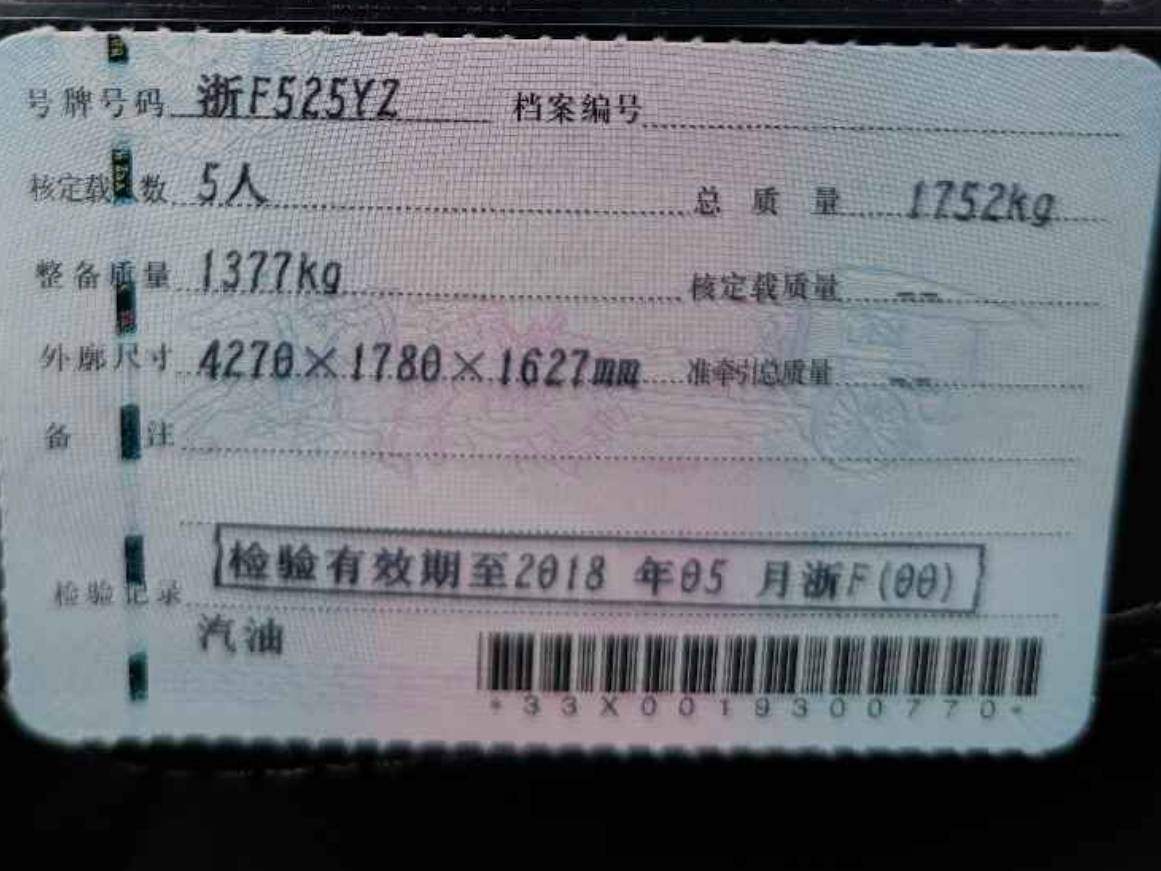 号牌号码 浙F525YZ 档案编号
核定载人数 5人 总质量 1752kg
整备质量 1377kg 核定载质量 --
外廓尺寸 4270×1780×1627mm 准牵引总质量 --
备注
检验有效期至2018 年05 月浙F(00)
检验记录
汽油
*33X0019300770*